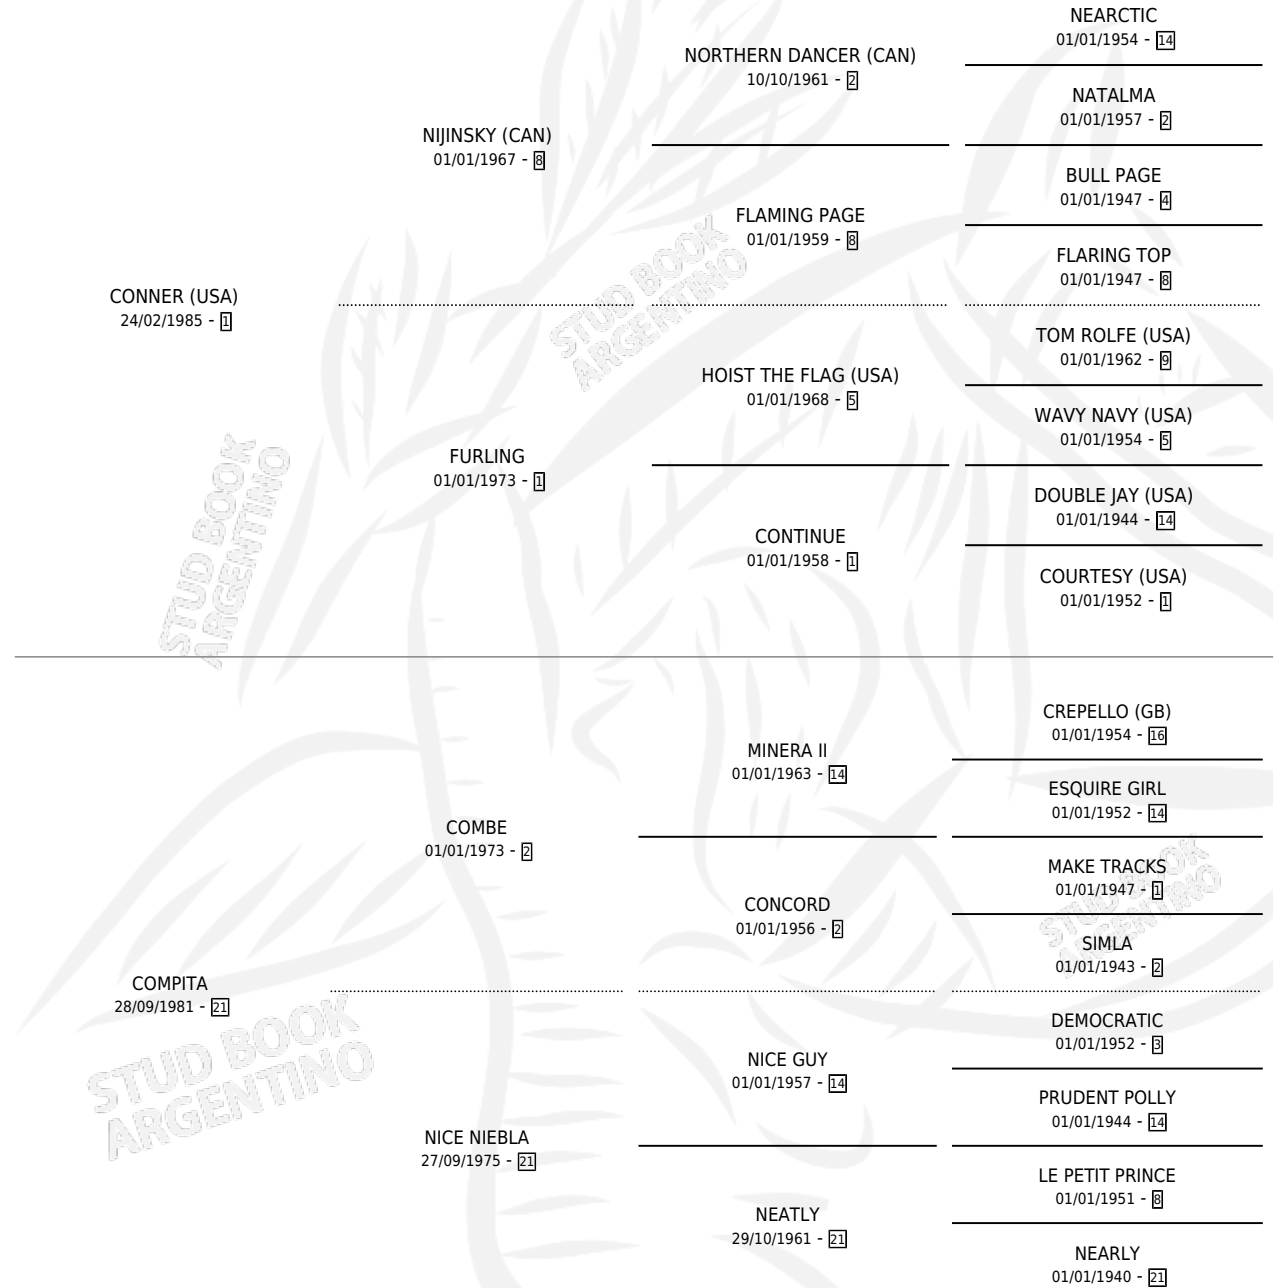 NEARCTIC
01/01/1954 - 14
NORTHERN DANCER (CAN)
10/10/1961 - 2
NATALMA
01/01/1957 - 2
NIJINSKY (CAN)
01/01/1967 - 8
BULL PAGE
01/01/1947 - 4
FLAMING PAGE
01/01/1959 - 8
FLARING TOP
01/01/1947 - 8
CONNER (USA)
24/02/1985 - 1
STUD BOOK
ARGENTINO
TOM ROLFE (USA)
01/01/1962 - 9
HOIST THE FLAG (USA)
01/01/1968 - 5
WAVY NAVY (USA)
01/01/1954 - 5
FURLING
01/01/1973 - 1
DOUBLE JAY (USA)
01/01/1944 - 14
CONTINUE
01/01/1958 - 1
COURTESY (USA)
01/01/1952 - 1
STUD BOOK
ARGENTINO
CREPELLO (GB)
01/01/1954 - 16
MINERA II
01/01/1963 - 14
ESQUIRE GIRL
01/01/1952 - 14
COMBE
01/01/1973 - 2
MAKE TRACKS
01/01/1947 - 1
CONCORD
01/01/1956 - 2
SIMLA
01/01/1943 - 2
STUD BOOK
ARGENTINO
COMPITA
28/09/1981 - 21
DEMOCRATIC
01/01/1952 - 3
NICE GUY
01/01/1957 - 14
PRUDENT POLLY
01/01/1944 - 14
STUD BOOK
ARGENTINO
NICE NIEBLA
27/09/1975 - 21
LE PETIT PRINCE
01/01/1951 - 8
NEATLY
29/10/1961 - 21
NEARLY
01/01/1940 - 21